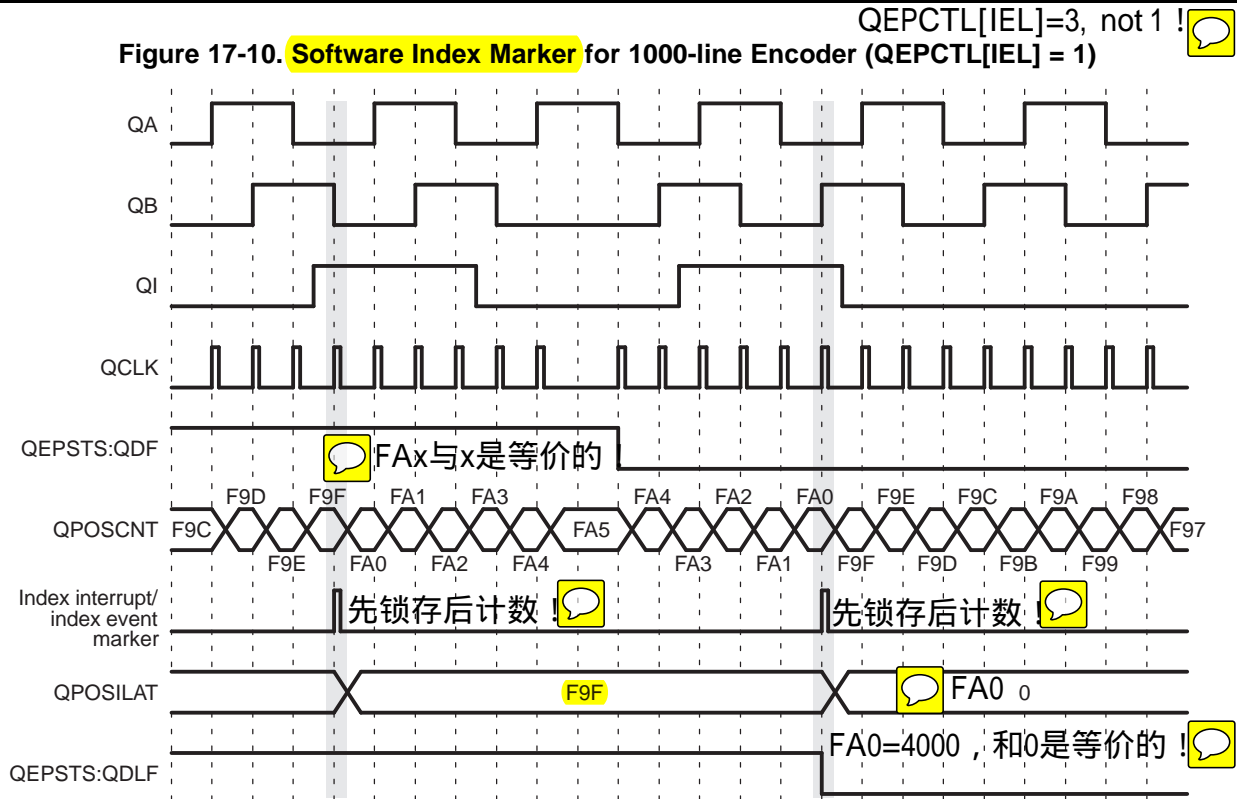 QEPCTL[IEL]=3, not 1 !
Figure 17-10. Software Index Marker for 1000-line Encoder (QEPCTL[IEL] = 1)
QA
QB
QI
QCLK
QEPSTS:QDF
FAx与x是等价的！
F9D F9F FA1 FA3 FA4 FA2 FA0 F9E F9C F9A F98
QPOSCNT F9C FA5 F97
F9E FA0 FA2 FA4 FA3 FA1 F9F F9D F9B F99
Index interrupt/
index event
marker
先锁存后计数！ 先锁存后计数！
QPOSILAT F9F FA0 0
FA0=4000，和0是等价的！
QEPSTS:QDLF